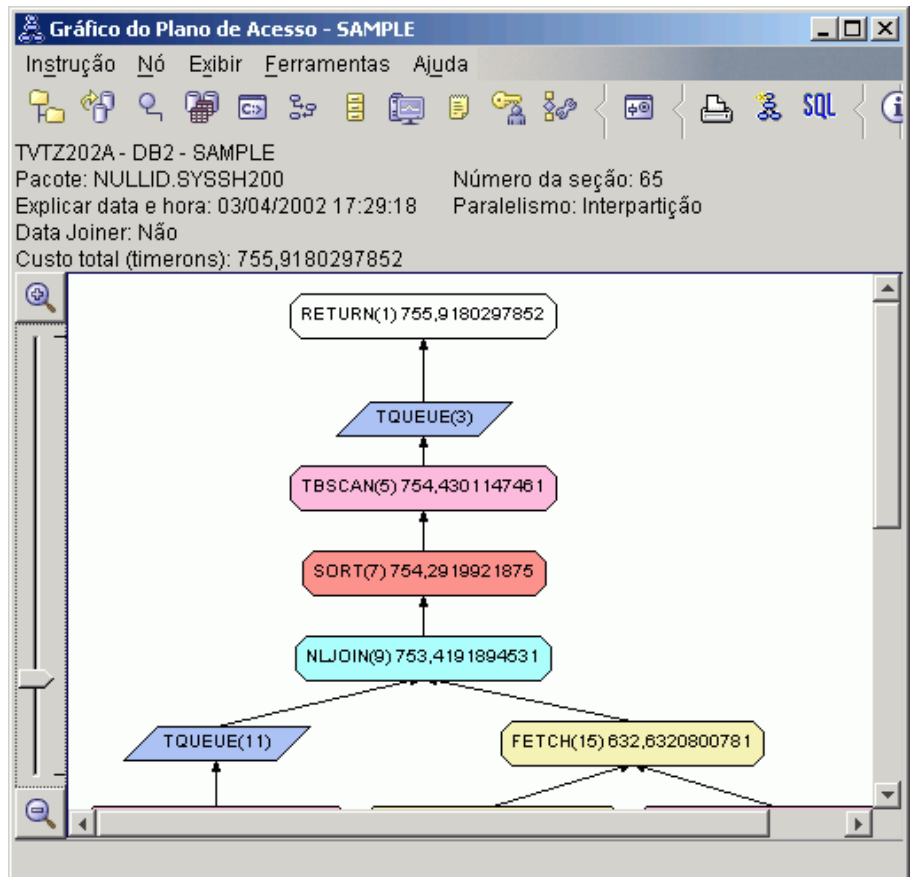 Gráfico do Plano de Acesso - SAMPLE
Instrução Nó Exibir Ferramentas Ajuda
C:> SQL i
TVTZ202A - DB2 - SAMPLE
Pacote: NULLID.SYSSH200 Número da seção: 65
Explicar data e hora: 03/04/2002 17:29:18 Paralelismo: Interpartição
Data Joiner: Não
Custo total (timerons): 755,9180297852
RETURN(1) 755,9180297852
TQUEUE(3)
TBSCAN(5) 754,4301147461
SORT(7) 754,2919921875
NLJOIN(9) 753,4191894531
TQUEUE(11) FETCH(15) 632,6320800781